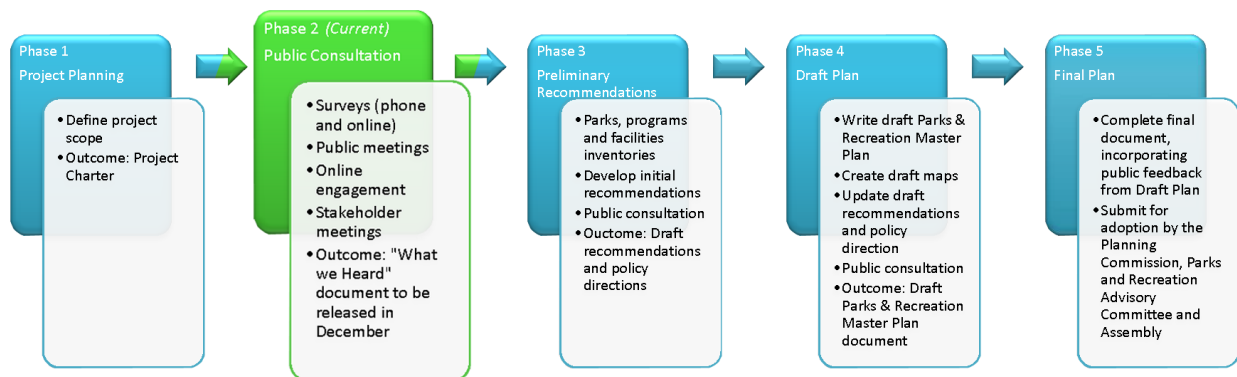 Phase 1
Project Planning
• Define project
scope
• Outcome: Project
Charter
Phase 2 (Current)
Public Consultation
• Surveys (phone
and online)
• Public meetings
• Online
engagement
• Stakeholder
meetings
• Outcome: "What
we Heard"
document to be
released in
December
Phase 3
Preliminary
Recommendations
• Parks, programs
and facilities
inventories
• Develop initial
recommendations
• Public consultation
• Ouctome: Draft
recommendations
and policy
directions
Phase 4
Draft Plan
• Write draft Parks &
Recreation Master
Plan
• Create draft maps
• Update draft
recommendations
and policy
direction
• Public consultation
• Outcome: Draft
Parks & Recreation
Master Plan
document
Phase 5
Final Plan
• Complete final
document,
incorporating
public feedback
from Draft Plan
• Submit for
adoption by the
Planning
Commission, Parks
and Recreation
Advisory
Committee and
Assembly